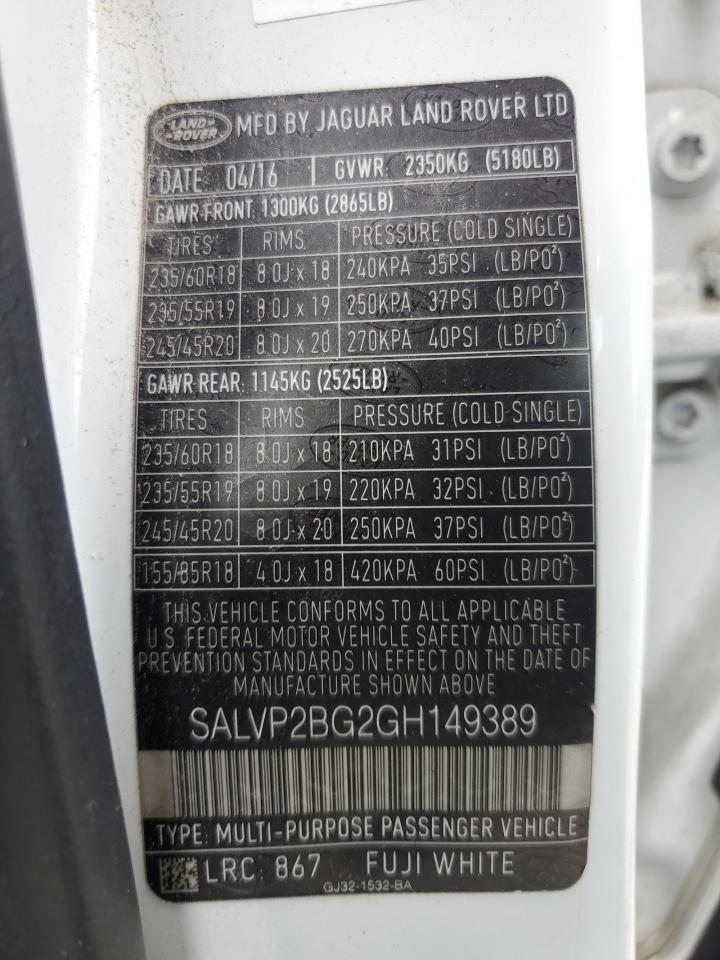 LAND ROVER MFD BY JAGUAR LAND ROVER LTD
DATE: 04/16 GVWR: 2350KG (5180LB)
GAWR FRONT: 1300KG (2865LB)
TIRES RIMS PRESSURE (COLD SINGLE)
235/60R18 8.0J x 18 240KPA 35PSI (LB/PO²)
235/55R19 8.0J x 19 250KPA 37PSI (LB/PO²)
245/45R20 8.0J x 20 270KPA 40PSI (LB/PO²)
GAWR REAR: 1145KG (2525LB)
TIRES RIMS PRESSURE (COLD SINGLE)
235/60R18 8.0J x 18 210KPA 31PSI (LB/PO²)
235/55R19 8.0J x 19 220KPA 32PSI (LB/PO²)
245/45R20 8.0J x 20 250KPA 37PSI (LB/PO²)
155/85R18 4.0J x 18 420KPA 60PSI (LB/PO²)
THIS VEHICLE CONFORMS TO ALL APPLICABLE
U.S. FEDERAL MOTOR VEHICLE SAFETY AND THEFT
PREVENTION STANDARDS IN EFFECT ON THE DATE OF
MANUFACTURE SHOWN ABOVE
SALVP2BG2GH149389
TYPE: MULTI-PURPOSE PASSENGER VEHICLE
LRC 867 FUJI WHITE
GJ32-1532-BA